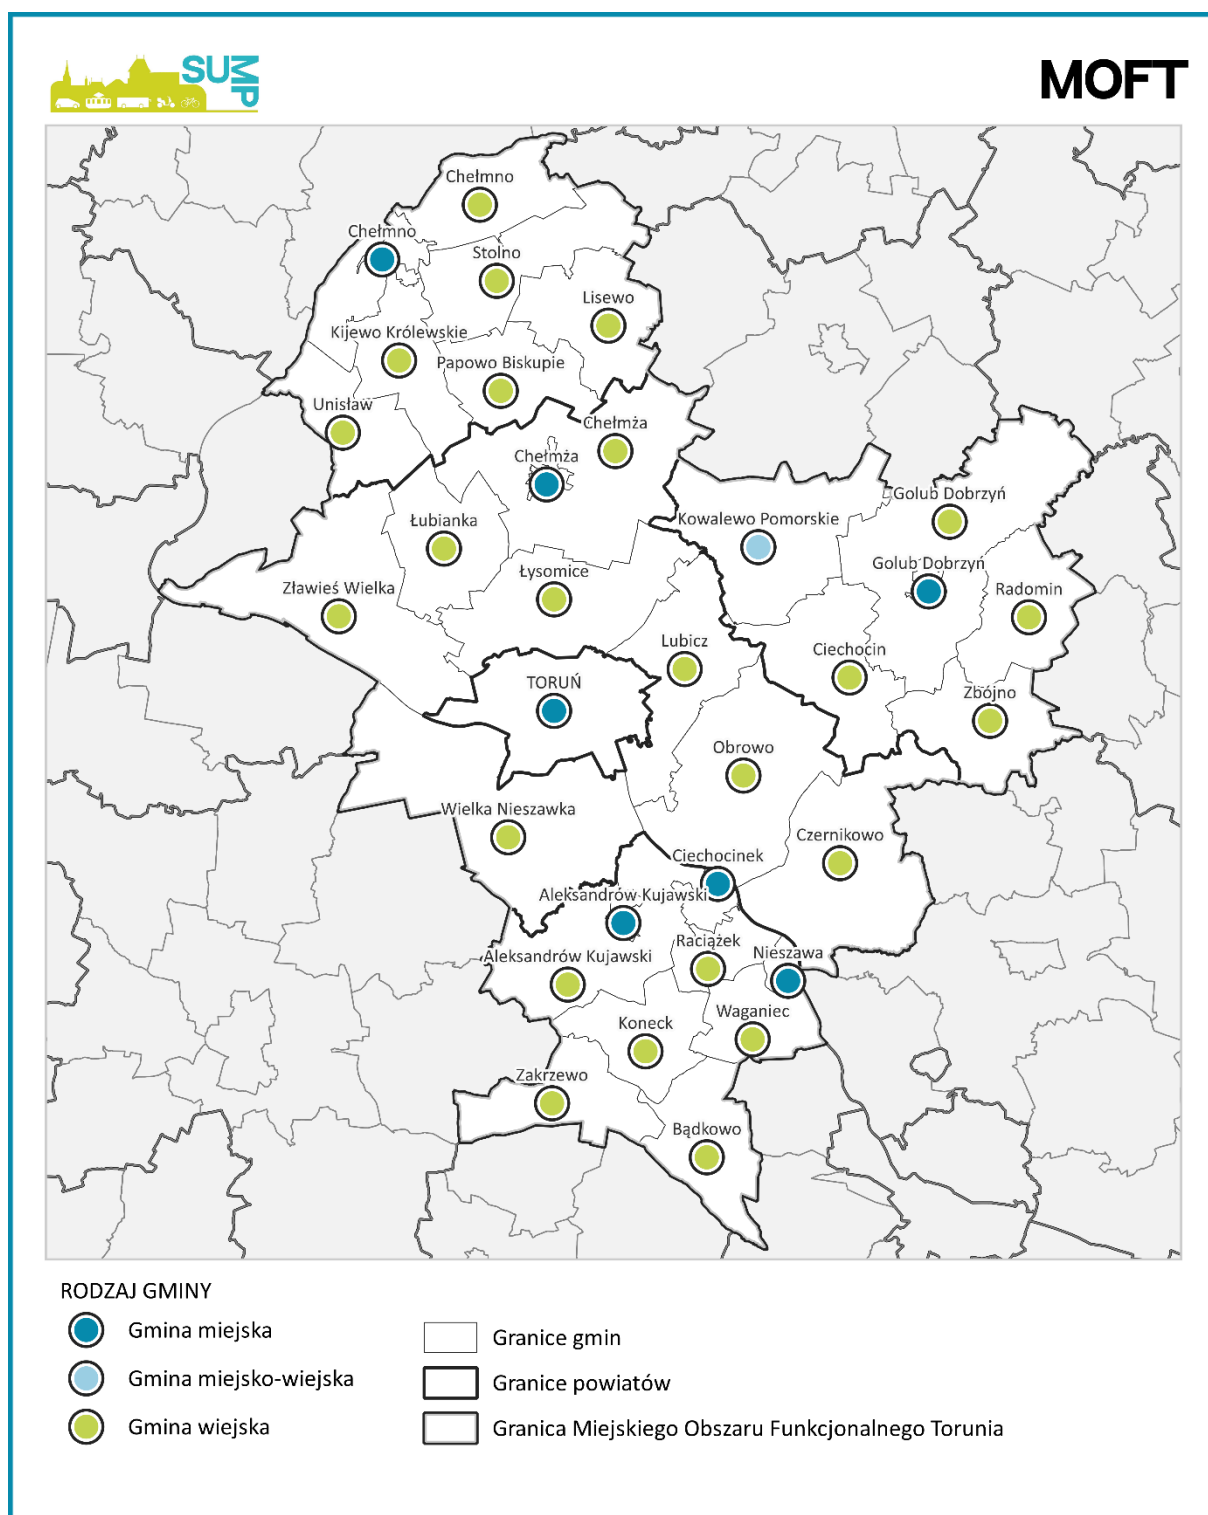 SUMP
MOFT
Chełmno
Chełmno
Stolno
Lisewo
Kijewo Królewskie
Papowo Biskupie
Unisław
Chełmża
Chełmża
Golub Dobrzyń
Łubianka
Kowalewo Pomorskie
Golub Dobrzyń
Łysomice
Zławieś Wielka
Radomin
Lubicz
Ciechocin
TORUŃ
Zbójno
Obrowo
Wielka Nieszawka
Czernikowo
Ciechocinek
Aleksandrów Kujawski
Raciążek
Nieszawa
Aleksandrów Kujawski
Waganiec
Koneck
Zakrzewo
Bądkowo
RODZAJ GMINY
Gmina miejska
Gmina miejsko-wiejska
Gmina wiejska
Granice gmin
Granice powiatów
Granica Miejskiego Obszaru Funkcjonalnego Torunia